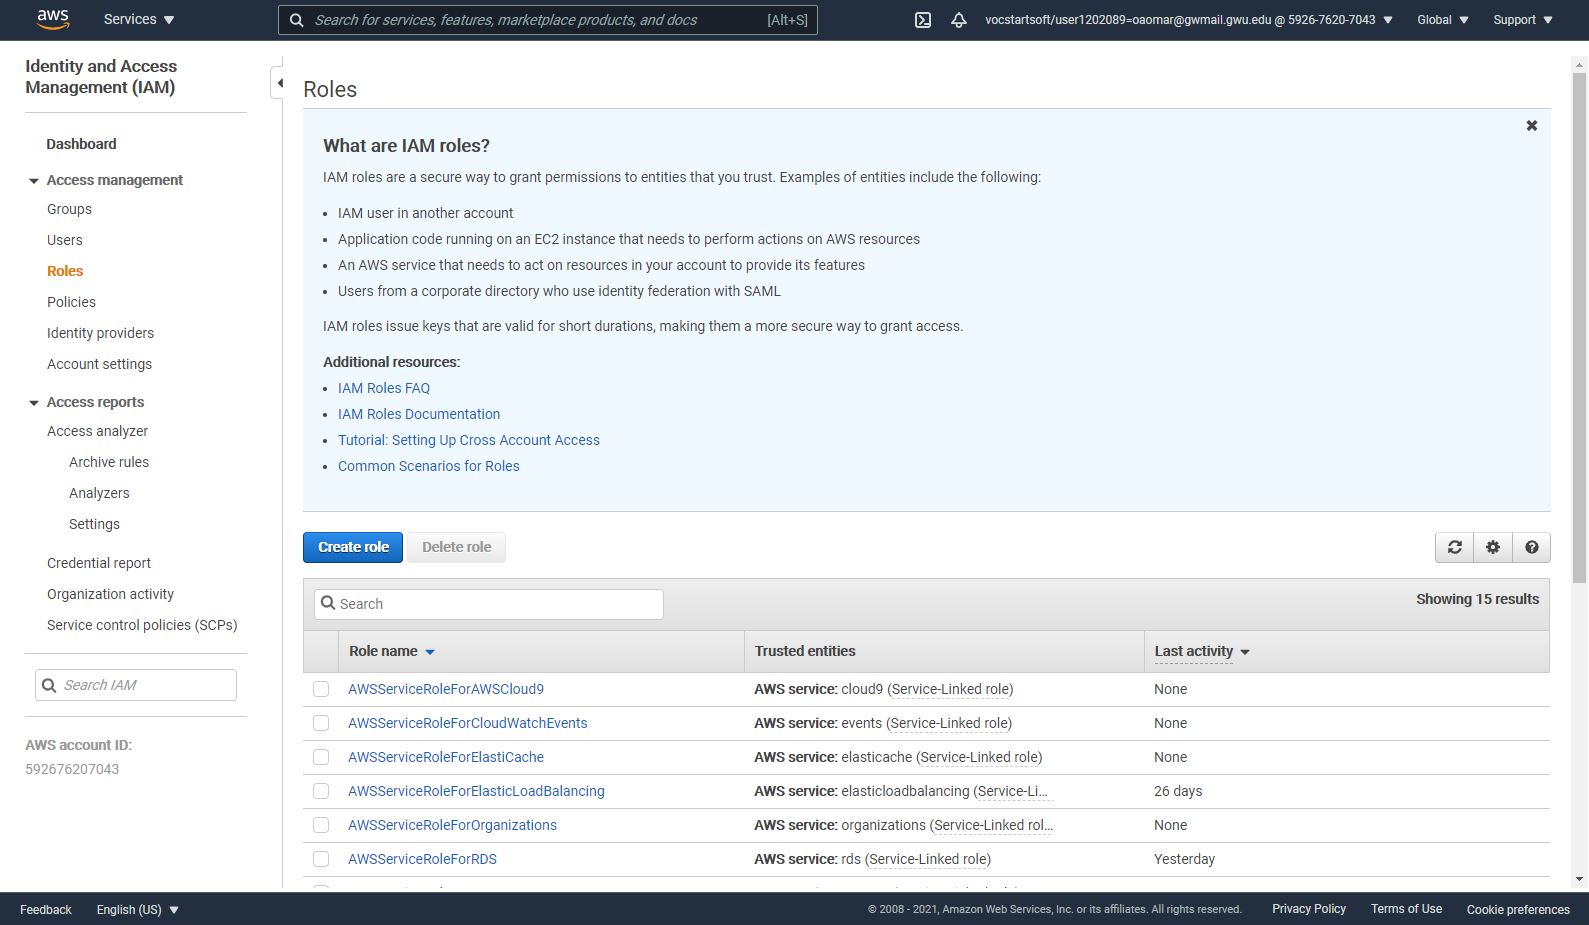 aws
Services
Search for services, features, marketplace products, and docs [Alt+S]
vocstartsoft/user1202089=oaomar@gwmail.gwu.edu @ 5926-7620-7043
Global
Support
Identity and Access
Management (IAM)
Dashboard
Access management
Groups
Users
Roles
Policies
Identity providers
Account settings
Access reports
Access analyzer
Archive rules
Analyzers
Settings
Credential report
Organization activity
Service control policies (SCPs)
Search IAM
AWS account ID:
592676207043
Roles
What are IAM roles?
IAM roles are a secure way to grant permissions to entities that you trust. Examples of entities include the following:
• IAM user in another account
• Application code running on an EC2 instance that needs to perform actions on AWS resources
• An AWS service that needs to act on resources in your account to provide its features
• Users from a corporate directory who use identity federation with SAML
IAM roles issue keys that are valid for short durations, making them a more secure way to grant access.
Additional resources:
• IAM Roles FAQ
• IAM Roles Documentation
• Tutorial: Setting Up Cross Account Access
• Common Scenarios for Roles
Create role Delete role
Search
Showing 15 results
Role name Trusted entities Last activity
AWSServiceRoleForAWSCloud9 AWS service: cloud9 (Service-Linked role) None
AWSServiceRoleForCloudWatchEvents AWS service: events (Service-Linked role) None
AWSServiceRoleForElastiCache AWS service: elasticache (Service-Linked role) None
AWSServiceRoleForElasticLoadBalancing AWS service: elasticloadbalancing (Service-Li... 26 days
AWSServiceRoleForOrganizations AWS service: organizations (Service-Linked rol... None
AWSServiceRoleForRDS AWS service: rds (Service-Linked role) Yesterday
Feedback English (US) © 2008 - 2021, Amazon Web Services, Inc. or its affiliates. All rights reserved. Privacy Policy Terms of Use Cookie preferences